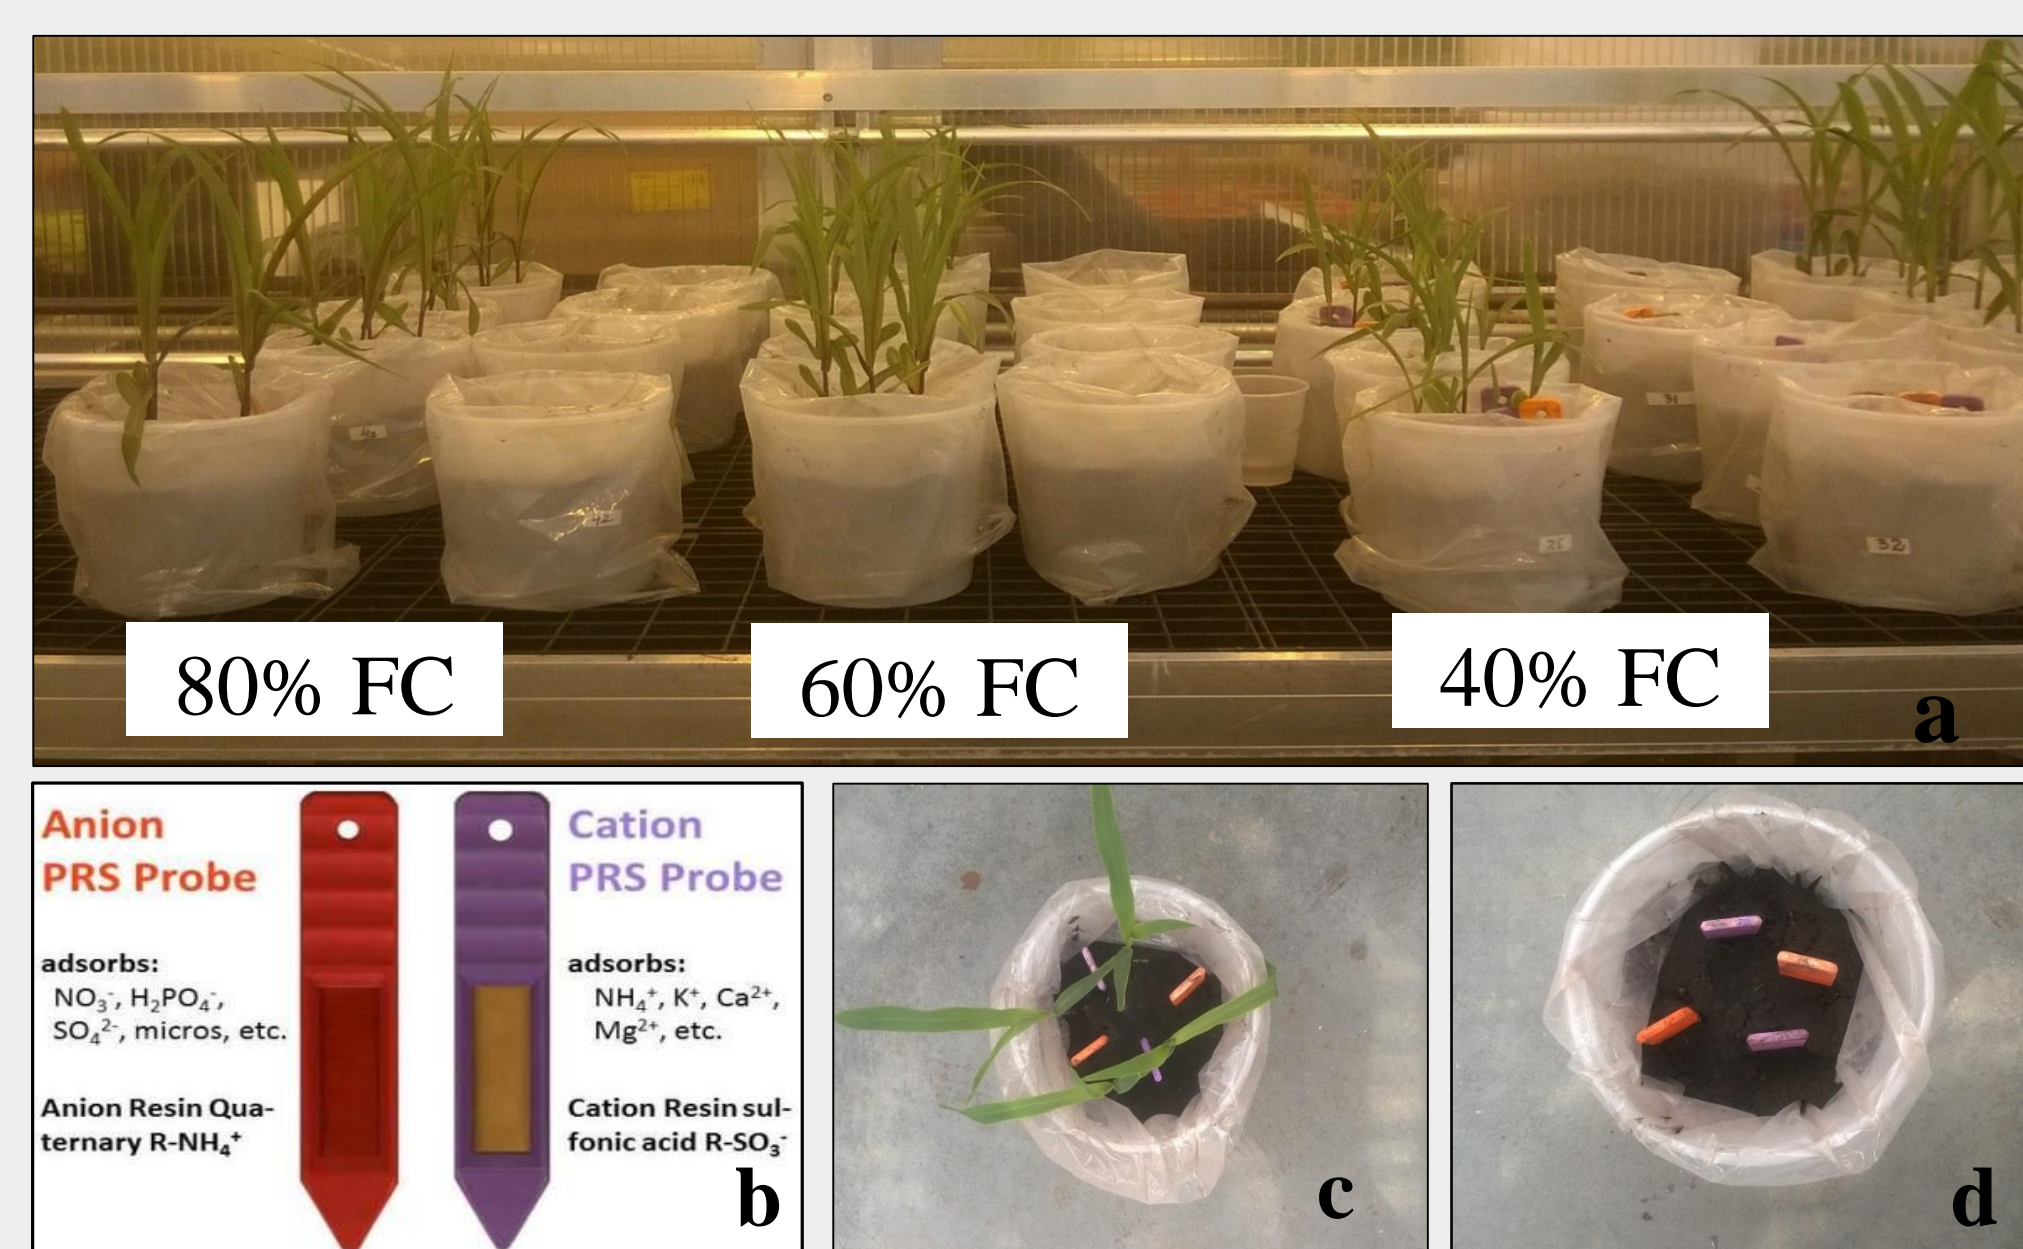 80% FC
60% FC
40% FC
a
32
Anion
PRS Probe
adsorbs:
NO₃⁻, H₂PO₄⁻,
SO₄²⁻, micros, etc.
Anion Resin Qua-
ternary R-NH₄⁺
Cation
PRS Probe
adsorbs:
NH₄⁺, K⁺, Ca²⁺,
Mg²⁺, etc.
Cation Resin sul-
fonic acid R-SO₃⁻
b
c
d